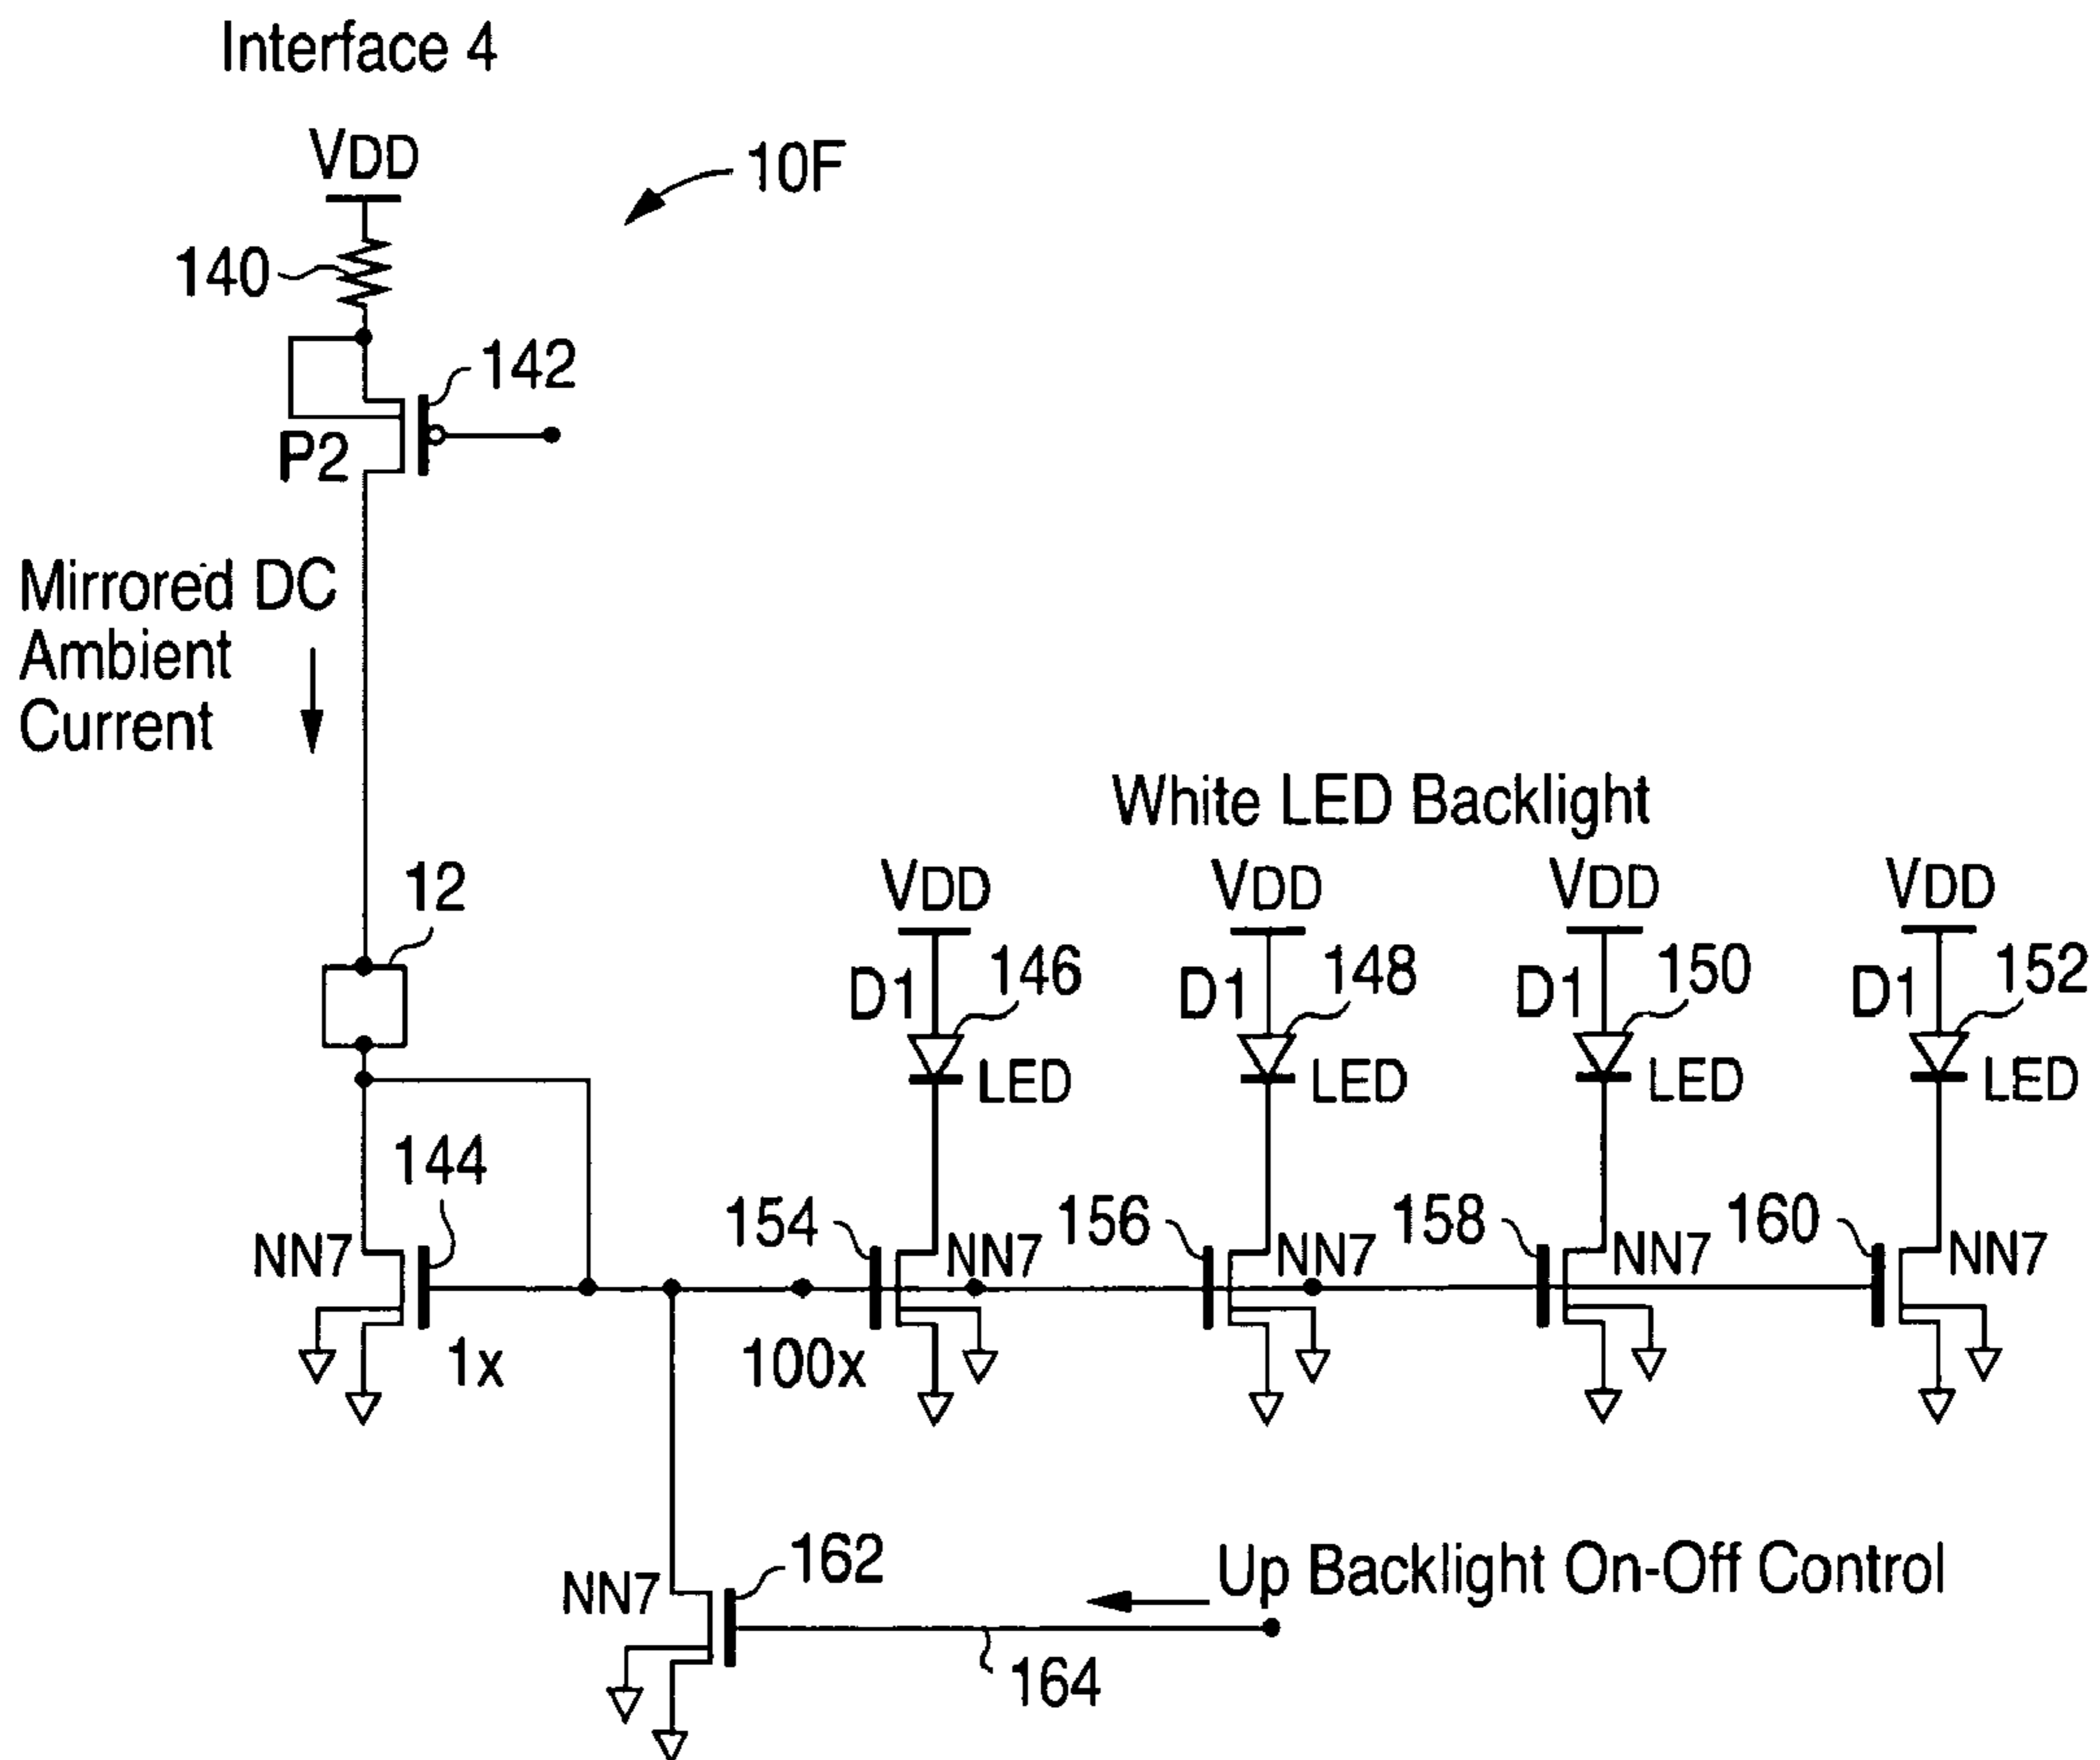 Interface 4
VDD
10F
140
142
P2
Mirrored DC
Ambient
Current
White LED Backlight
12
VDD
VDD
VDD
VDD
D1
146
D1
148
D1
150
D1
152
LED
LED
LED
LED
144
154
156
158
160
NN7
NN7
NN7
NN7
NN7
1x
100x
162
Up Backlight On-Off Control
NN7
164